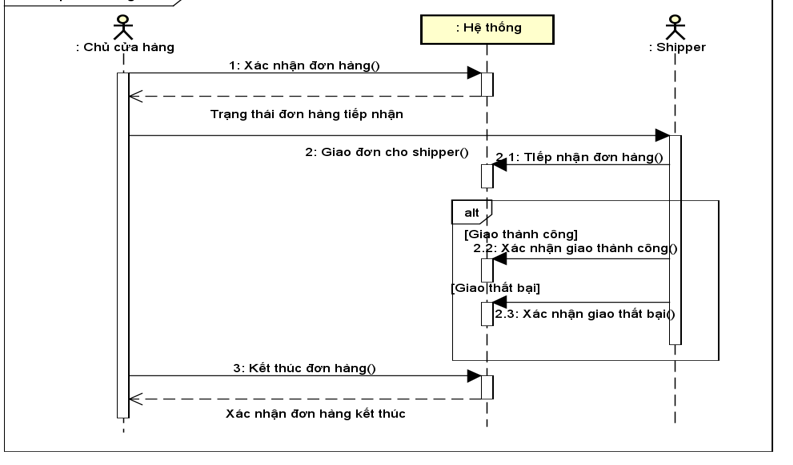 : Chủ cửa hàng
: Hệ thống
: Shipper
1: Xác nhận đơn hàng()
Trạng thái đơn hàng tiếp nhận
2: Giao đơn cho shipper()
2.1: TIếp nhận đơn hàng()
alt
[Giao thành công]
2.2: Xác nhận giao thành công()
[Giao thất bại]
2.3: Xác nhận giao thất bại()
3: Kết thúc đơn hàng()
Xác nhận đơn hàng kết thúc